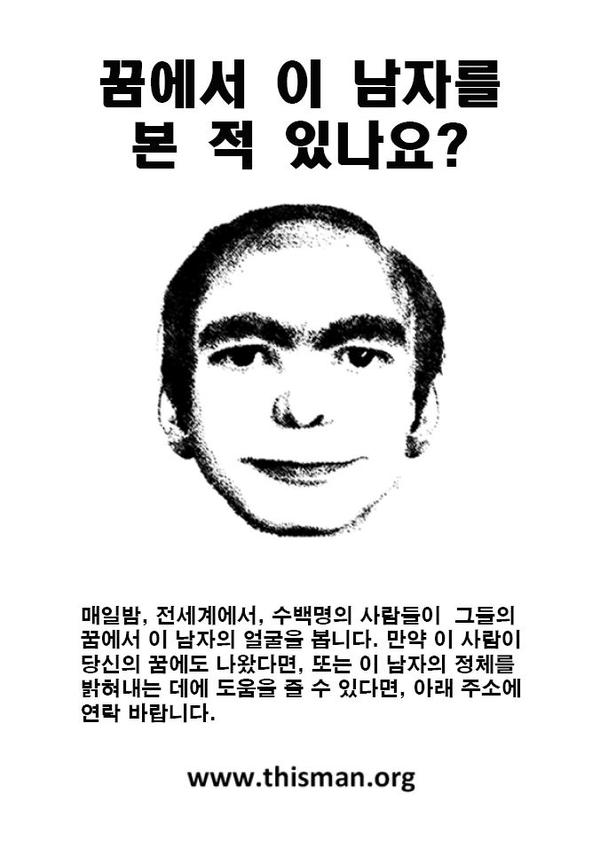 꿈에서 이 남자를
본 적 있나요?
매일밤, 전세계에서, 수백명의 사람들이 그들의
꿈에서 이 남자의 얼굴을 봅니다. 만약 이 사람이
당신의 꿈에도 나왔다면, 또는 이 남자의 정체를
밝혀내는 데에 도움을 줄 수 있다면, 아래 주소에
연락 바랍니다.
www.thisman.org